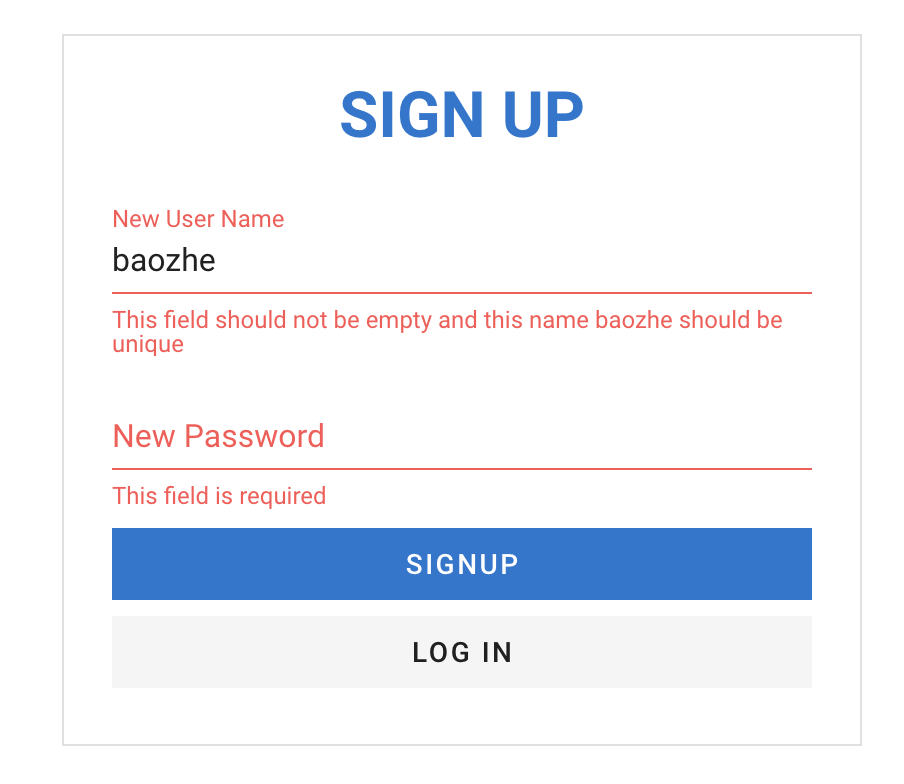 SIGN UP
New User Name
baozhe
This field should not be empty and this name baozhe should be
unique
New Password
This field is required
SIGNUP
LOG IN